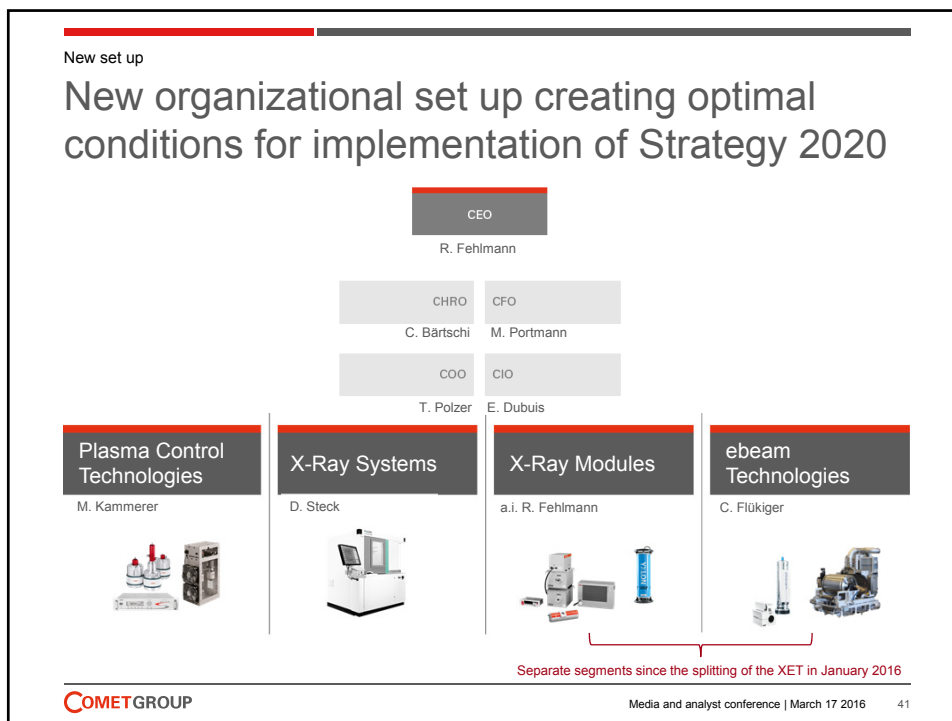 New set up
New organizational set up creating optimal
conditions for implementation of Strategy 2020
CEO
R. Fehlmann
CHRO CFO
C. Bärtschi M. Portmann
COO CIO
T. Polzer E. Dubuis
Plasma Control
Technologies
M. Kammerer
X-Ray Systems
D. Steck
X-Ray Modules
a.i. R. Fehlmann
ebeam
Technologies
C. Flükiger
Separate segments since the splitting of the XET in January 2016
COMETGROUP
Media and analyst conference | March 17 2016 41